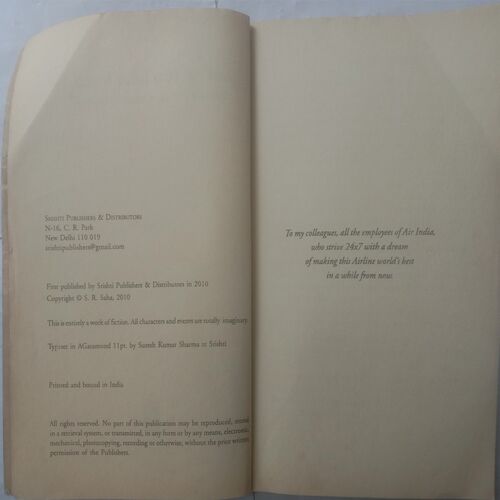 SRISHTI PUBLISHERS & DISTRIBUTORS
N-16, C. R. Park
New Delhi 110 019
srishtipublishers@gmail.com
First published by Srishti Publishers & Distributors in 2010
Copyright © S. R. Saha, 2010
This is entirely a work of fiction. All characters and events are totally imaginary.
Typeset in AGaramond 11pt. by Suresh Kumar Sharma at Srishti
Printed and bound in India
All rights reserved. No part of this publication may be reproduced, stored
in a retrieval system, or transmitted, in any form or by any means, electronic,
mechanical, photocopying, recording or otherwise, without the prior written
permission of the Publishers.
To my colleagues, all the employees of Air India,
who strive 24x7 with a dream
of making this Airline world's best
in a while from now.